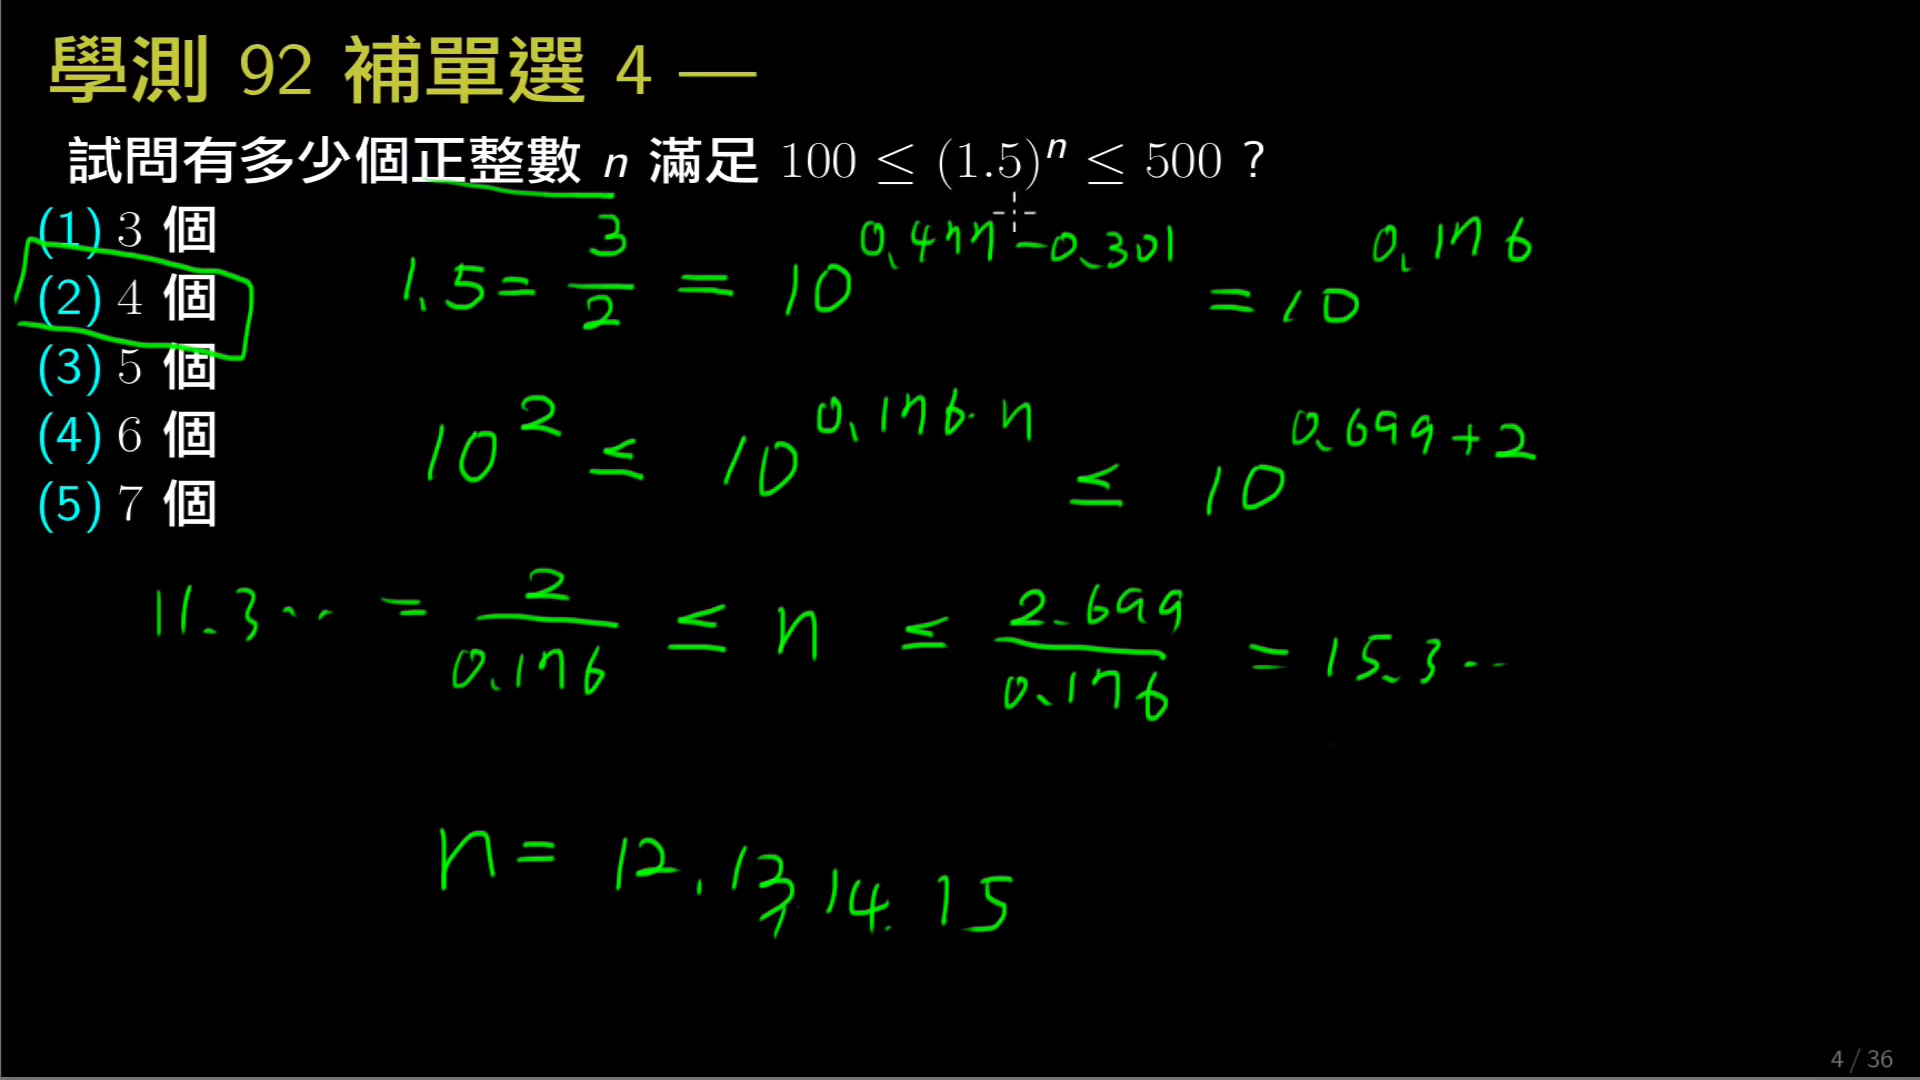 學測 92 補單選 4 —
試問有多少個正整數 n 滿足 100 ≤ (1.5)^n ≤ 500 ?
(1) 3 個
(2) 4 個
(3) 5 個
(4) 6 個
(5) 7 個
1.5 = 3/2 = 10^{0.477-0.301} = 10^{0.176}
10^2 ≤ 10^{0.176·n} ≤ 10^{0.699+2}
11.3·· = 2/0.176 ≤ n ≤ 2.699/0.176 = 15.3··
n = 12, 13, 14. 15
4 / 36